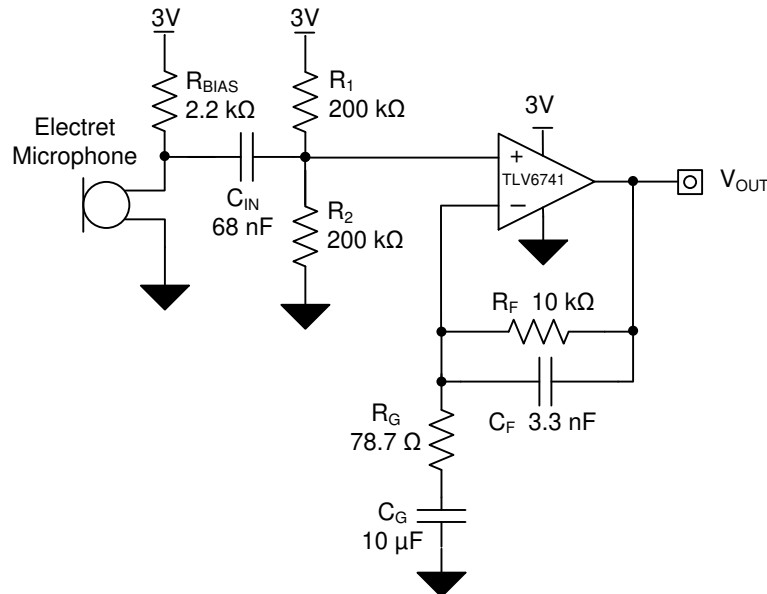 3V
3V
R_BIAS
2.2 kΩ
R_1
200 kΩ
Electret
Microphone
3V
+
TLV6741
−
V_OUT
C_IN
68 nF
R_2
200 kΩ
R_F 10 kΩ
C_F 3.3 nF
R_G
78.7 Ω
C_G
10 µF